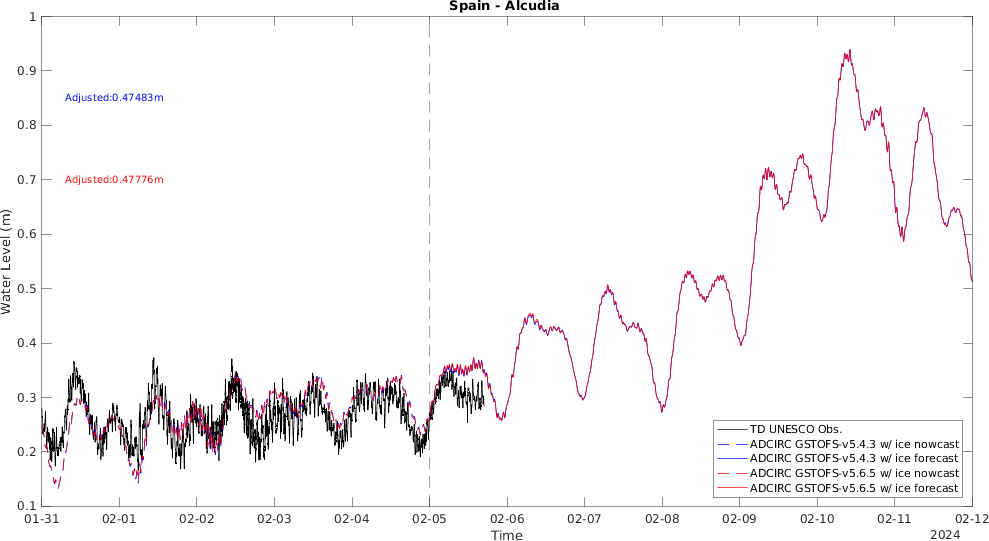 Spain - Alcudia
1
0.9
0.8
0.7
0.6
0.5
0.4
0.3
0.2
0.1
Water Level (m)
Adjusted:0.47483m
Adjusted:0.47776m
TD UNESCO Obs.
ADCIRC GSTOFS-v5.4.3 w/ ice nowcast
ADCIRC GSTOFS-v5.4.3 w/ ice forecast
ADCIRC GSTOFS-v5.6.5 w/ ice nowcast
ADCIRC GSTOFS-v5.6.5 w/ ice forecast
01-31 02-01 02-02 02-03 02-04 02-05 02-06 02-07 02-08 02-09 02-10 02-11 02-12
Time
2024